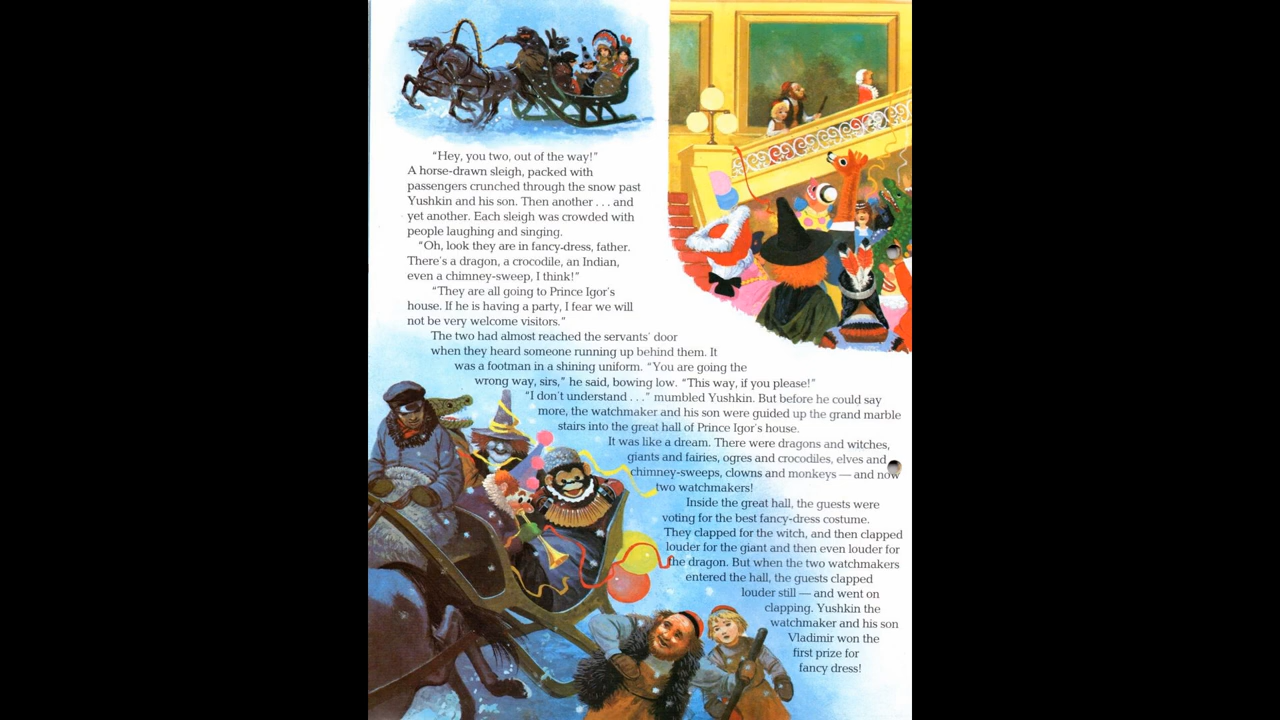 “Hey, you two, out of the way!”
A horse-drawn sleigh, packed with
passengers crunched through the snow past
Yushkin and his son. Then another . . . and
yet another. Each sleigh was crowded with
people laughing and singing.
“Oh, look they are in fancy-dress, father.
There's a dragon, a crocodile, an Indian,
even a chimney-sweep, I think!”
“They are all going to Prince Igor's
house. If he is having a party, I fear we will
not be very welcome visitors.”
The two had almost reached the servants' door
when they heard someone running up behind them. It
was a footman in a shining uniform. “You are going the
wrong way, sirs,” he said, bowing low. “This way, if you please!”
“I don't understand . . .” mumbled Yushkin. But before he could say
more, the watchmaker and his son were guided up the grand marble
stairs into the great hall of Prince Igor's house.
It was like a dream. There were dragons and witches,
giants and fairies, ogres and crocodiles, elves and
chimney-sweeps, clowns and monkeys — and now
two watchmakers!
Inside the great hall, the guests were
voting for the best fancy-dress costume.
They clapped for the witch, and then clapped
louder for the giant and then even louder for
the dragon. But when the two watchmakers
entered the hall, the guests clapped
louder still — and went on
clapping. Yushkin the
watchmaker and his son
Vladimir won the
first prize for
fancy dress!